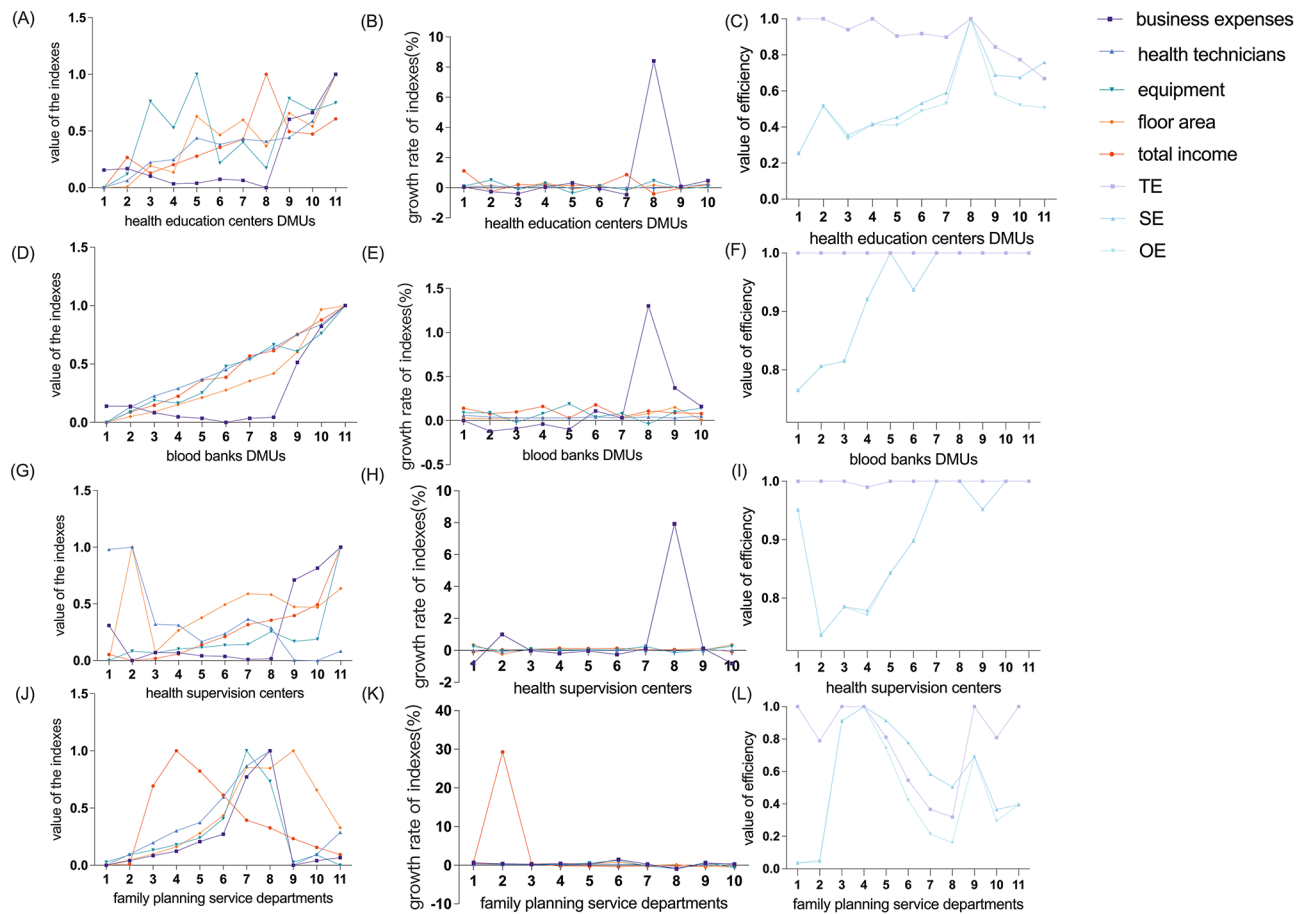 (A)
value of the indexes
1.5
1.0
0.5
0.0
1 2 3 4 5 6 7 8 9 10 11
health education centers DMUs
(B)
growth rate of indexes(%)
10
8
6
4
2
0
-2
1 2 3 4 5 6 7 8 9 10
health education centers DMUs
(C)
value of efficiency
1.0
0.8
0.6
0.4
0.2
0.0
1 2 3 4 5 6 7 8 9 10 11
health education centers DMUs
business expenses
health technicians
equipment
floor area
total income
TE
SE
OE
(D)
value of the indexes
1.5
1.0
0.5
0.0
1 2 3 4 5 6 7 8 9 10 11
blood banks DMUs
(E)
growth rate of indexes(%)
1.5
1.0
0.5
0.0
-0.5
1 2 3 4 5 6 7 8 9 10
blood banks DMUs
(F)
value of efficiency
1.0
0.9
0.8
1 2 3 4 5 6 7 8 9 10 11
blood banks DMUs
(G)
value of the indexes
1.5
1.0
0.5
0.0
1 2 3 4 5 6 7 8 9 10 11
health supervision centers
(H)
growth rate of indexes(%)
10
8
6
4
2
0
-2
1 2 3 4 5 6 7 8 9 10
health supervision centers
(I)
value of efficiency
1.0
0.9
0.8
1 2 3 4 5 6 7 8 9 10 11
health supervision centers
(J)
value of the indexes
1.5
1.0
0.5
0.0
1 2 3 4 5 6 7 8 9 10 11
family planning service departments
(K)
growth rate of indexes(%)
40
30
20
10
0
-10
1 2 3 4 5 6 7 8 9 10
family planning service departments
(L)
value of efficiency
1.0
0.8
0.6
0.4
0.2
0.0
1 2 3 4 5 6 7 8 9 10 11
family planning service departments